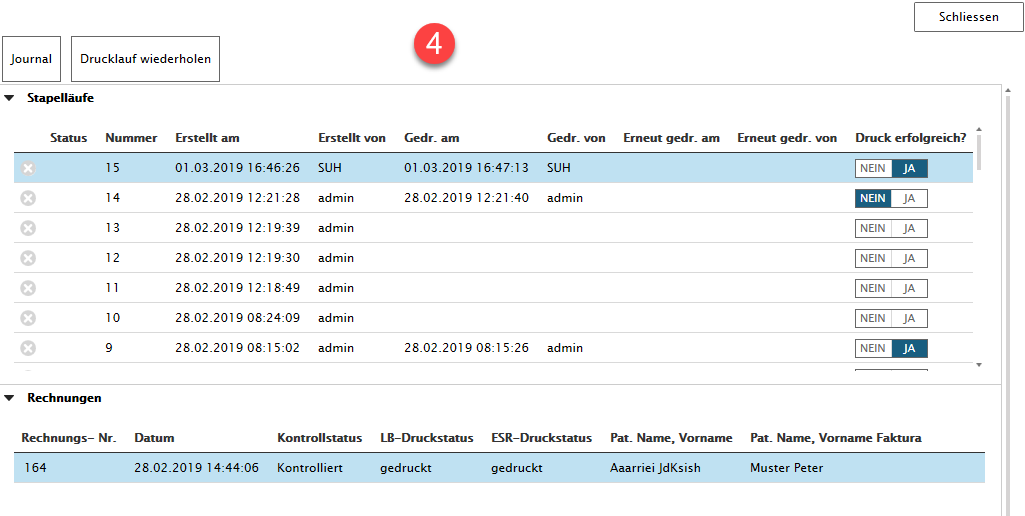 Schliessen
4
Journal Drucklauf wiederholen
Stapelläufe
Status Nummer Erstellt am Erstellt von Gedr. am Gedr. von Erneut gedr. am Erneut gedr. von Druck erfolgreich?
15 01.03.2019 16:46:26 SUH 01.03.2019 16:47:13 SUH NEIN JA
14 28.02.2019 12:21:28 admin 28.02.2019 12:21:40 admin NEIN JA
13 28.02.2019 12:19:39 admin NEIN JA
12 28.02.2019 12:19:30 admin NEIN JA
11 28.02.2019 12:18:49 admin NEIN JA
10 28.02.2019 08:24:09 admin NEIN JA
9 28.02.2019 08:15:02 admin 28.02.2019 08:15:26 admin NEIN JA
Rechnungen
Rechnungs- Nr. Datum Kontrollstatus LB-Druckstatus ESR-Druckstatus Pat. Name, Vorname Pat. Name, Vorname Faktura
164 28.02.2019 14:44:06 Kontrolliert gedruckt gedruckt Aaarriei JdKsish Muster Peter